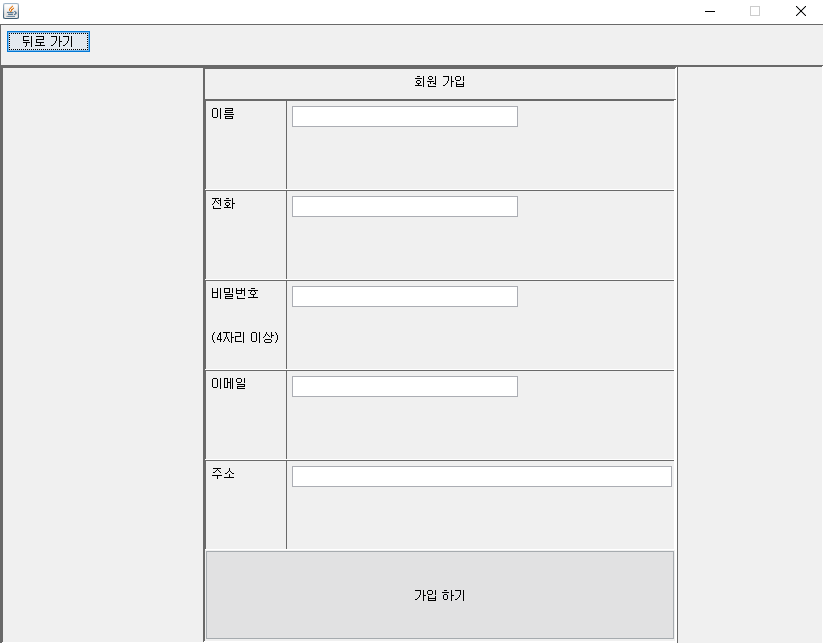 뒤로 가기
회원 가입
이름
전화
비밀번호
(4자리 이상)
이메일
주소
가입 하기